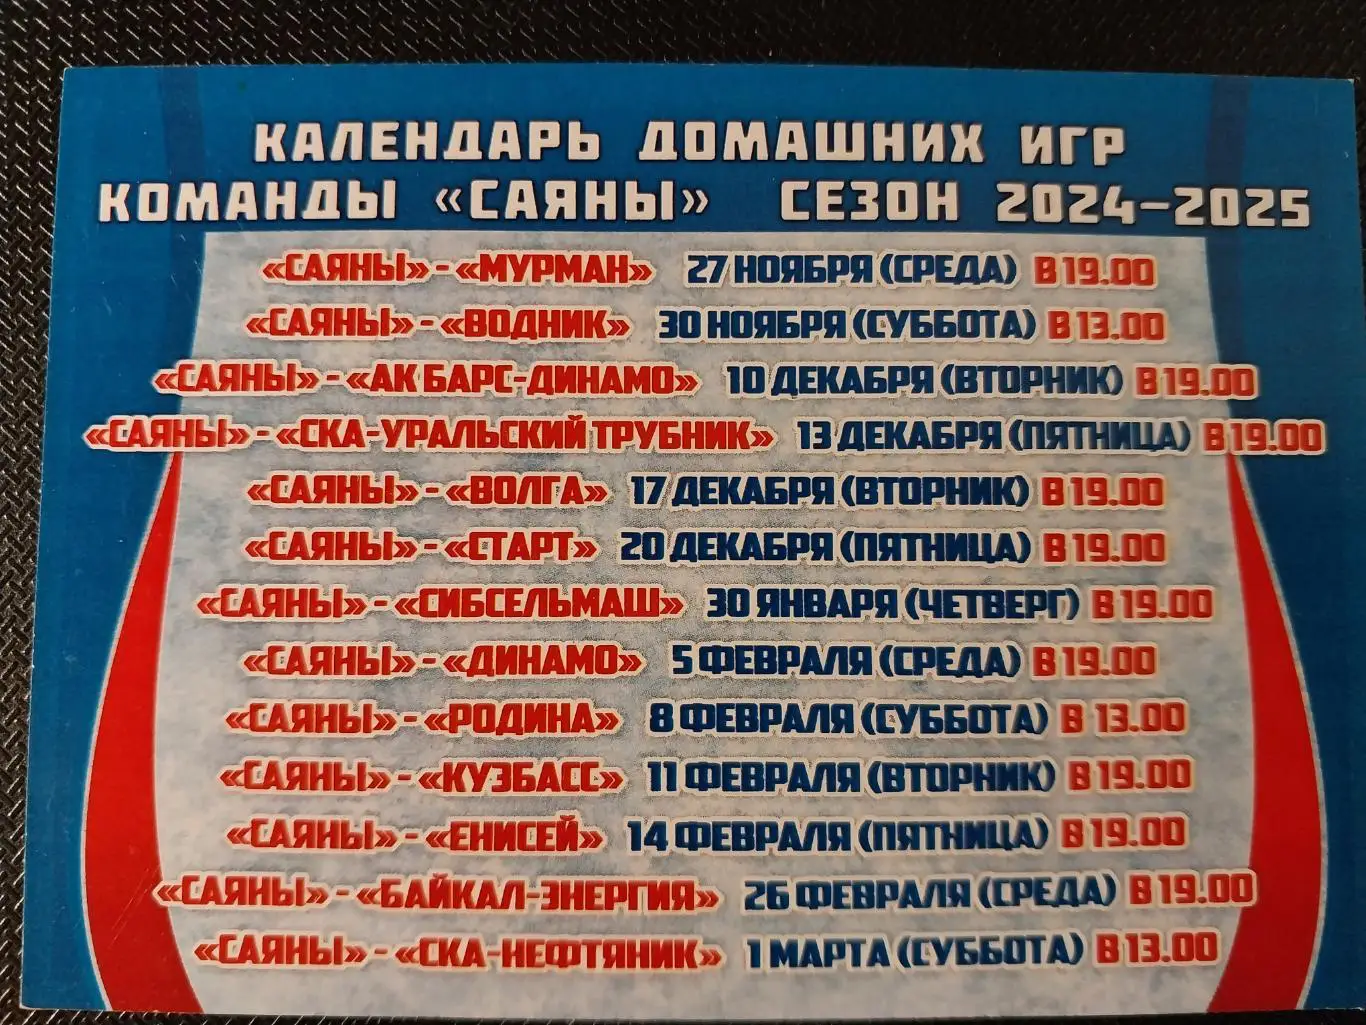 КАЛЕНДАРЬ ДОМАШНИХ ИГР
КОМАНДЫ «САЯНЫ» СЕЗОН 2024-2025
«САЯНЫ» - «МУРМАН» 27 НОЯБРЯ (СРЕДА) В 19.00
«САЯНЫ» - «ВОДНИК» 30 НОЯБРЯ (СУББОТА) В 13.00
«САЯНЫ» - «АК БАРС-ДИНАМО» 10 ДЕКАБРЯ (ВТОРНИК) В 19.00
«САЯНЫ» - «СКА-УРАЛЬСКИЙ ТРУБНИК» 13 ДЕКАБРЯ (ПЯТНИЦА) В 19.00
«САЯНЫ» - «ВОЛГА» 17 ДЕКАБРЯ (ВТОРНИК) В 19.00
«САЯНЫ» - «СТАРТ» 20 ДЕКАБРЯ (ПЯТНИЦА) В 19.00
«САЯНЫ» - «СИБСЕЛЬМАШ» 30 ЯНВАРЯ (ЧЕТВЕРГ) В 19.00
«САЯНЫ» - «ДИНАМО» 5 ФЕВРАЛЯ (СРЕДА) В 19.00
«САЯНЫ» - «РОДИНА» 8 ФЕВРАЛЯ (СУББОТА) В 13.00
«САЯНЫ» - «КУЗБАСС» 11 ФЕВРАЛЯ (ВТОРНИК) В 19.00
«САЯНЫ» - «ЕНИСЕЙ» 14 ФЕВРАЛЯ (ПЯТНИЦА) В 19.00
«САЯНЫ» - «БАЙКАЛ-ЭНЕРГИЯ» 26 ФЕВРАЛЯ (СРЕДА) В 19.00
«САЯНЫ» - «СКА-НЕФТЯНИК» 1 МАРТА (СУББОТА) В 13.00